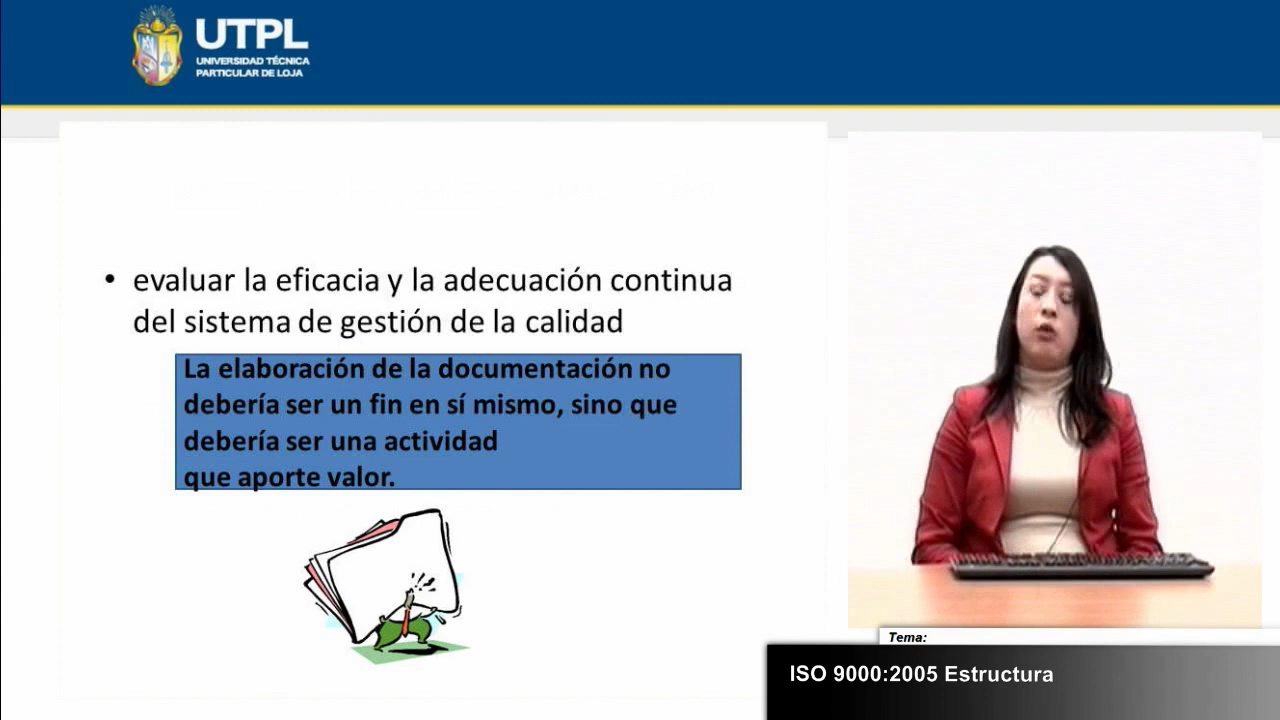 UTPL
UNIVERSIDAD TÉCNICA
PARTICULAR DE LOJA
• evaluar la eficacia y la adecuación continua
del sistema de gestión de la calidad
La elaboración de la documentación no
debería ser un fin en sí mismo, sino que
debería ser una actividad
que aporte valor.
Tema:
ISO 9000:2005 Estructura